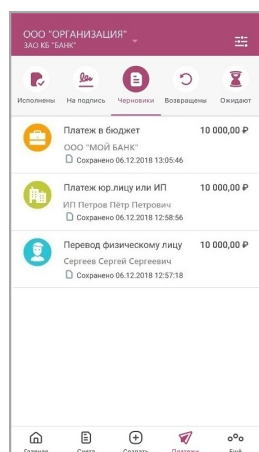 ООО "ОРГАНИЗАЦИЯ"
ЗАО КБ "БАНК"
Исполнены На подпись Черновики Возвращены Ожидают
Платеж в бюджет 10 000,00 ₽
ООО "МОЙ БАНК"
Сохранено 06.12.2018 13:05:46
Платеж юр.лицу или ИП 10 000,00 ₽
ИП Петров Пётр Петрович
Сохранено 06.12.2018 12:58:56
Перевод физическому лицу 10 000,00 ₽
Сергеев Сергей Сергеевич
Сохранено 06.12.2018 12:57:18
Главная Счета Создать Платежи Ещё